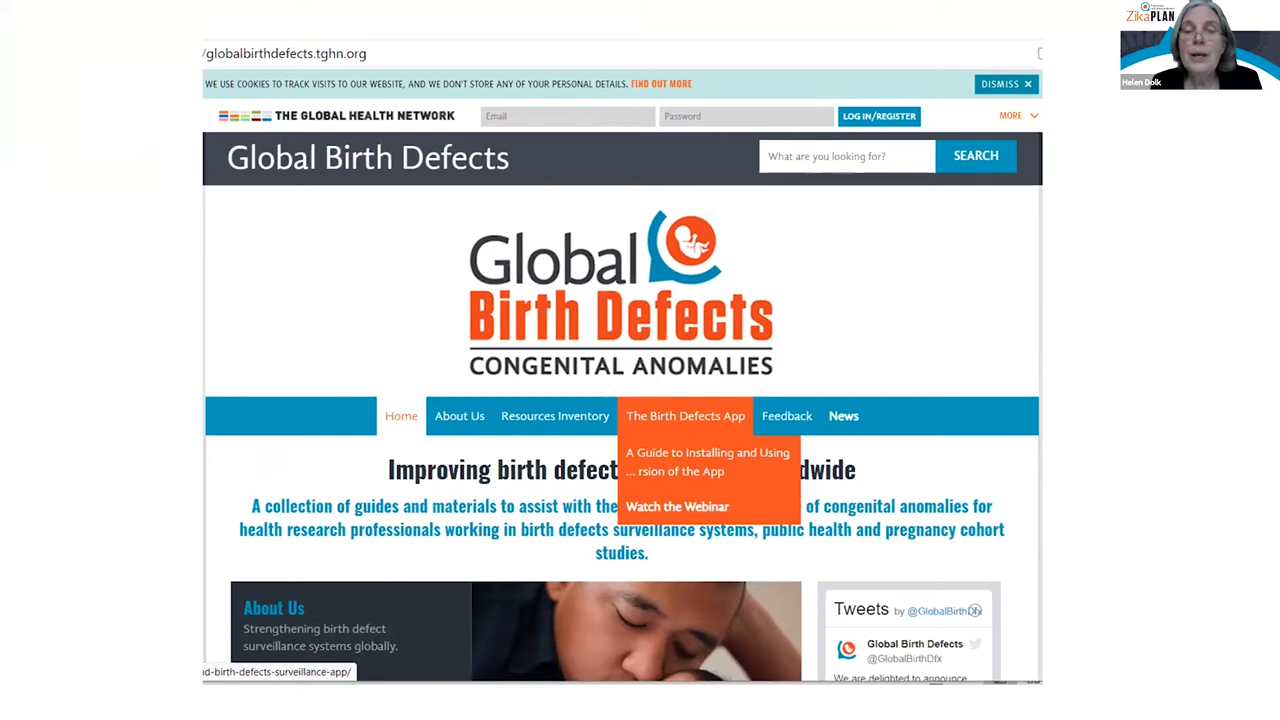 /globalbirthdefects.tghn.org
WE USE COOKIES TO TRACK VISITS TO OUR WEBSITE, AND WE DON'T STORE ANY OF YOUR PERSONAL DETAILS. FIND OUT MORE
DISMISS ✕
THE GLOBAL HEALTH NETWORK
Email
Password
LOG IN/REGISTER
MORE
Global Birth Defects
What are you looking for?
SEARCH
Global
Birth Defects
CONGENITAL ANOMALIES
Home
About Us
Resources Inventory
The Birth Defects App
Feedback
News
A Guide to Installing and Using
... rsion of the App
Watch the Webinar
Improving birth defect dwide
A collection of guides and materials to assist with the of congenital anomalies for
health research professionals working in birth defects surveillance systems, public health and pregnancy cohort
studies.
About Us
Strengthening birth defect
surveillance systems globally.
Tweets by @GlobalBirthDfx
Global Birth Defects
@GlobalBirthDfx
We are delighted to announce
nd-birth-defects-surveillance-app/
ZikaPLAN
Helen Dolk